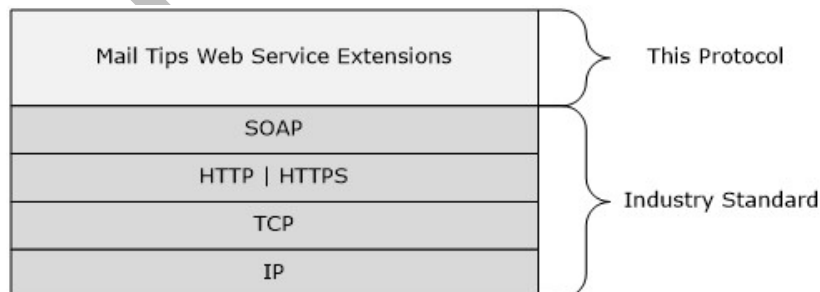 Mail Tips Web Service Extensions
This Protocol
SOAP
HTTP | HTTPS
Industry Standard
TCP
IP